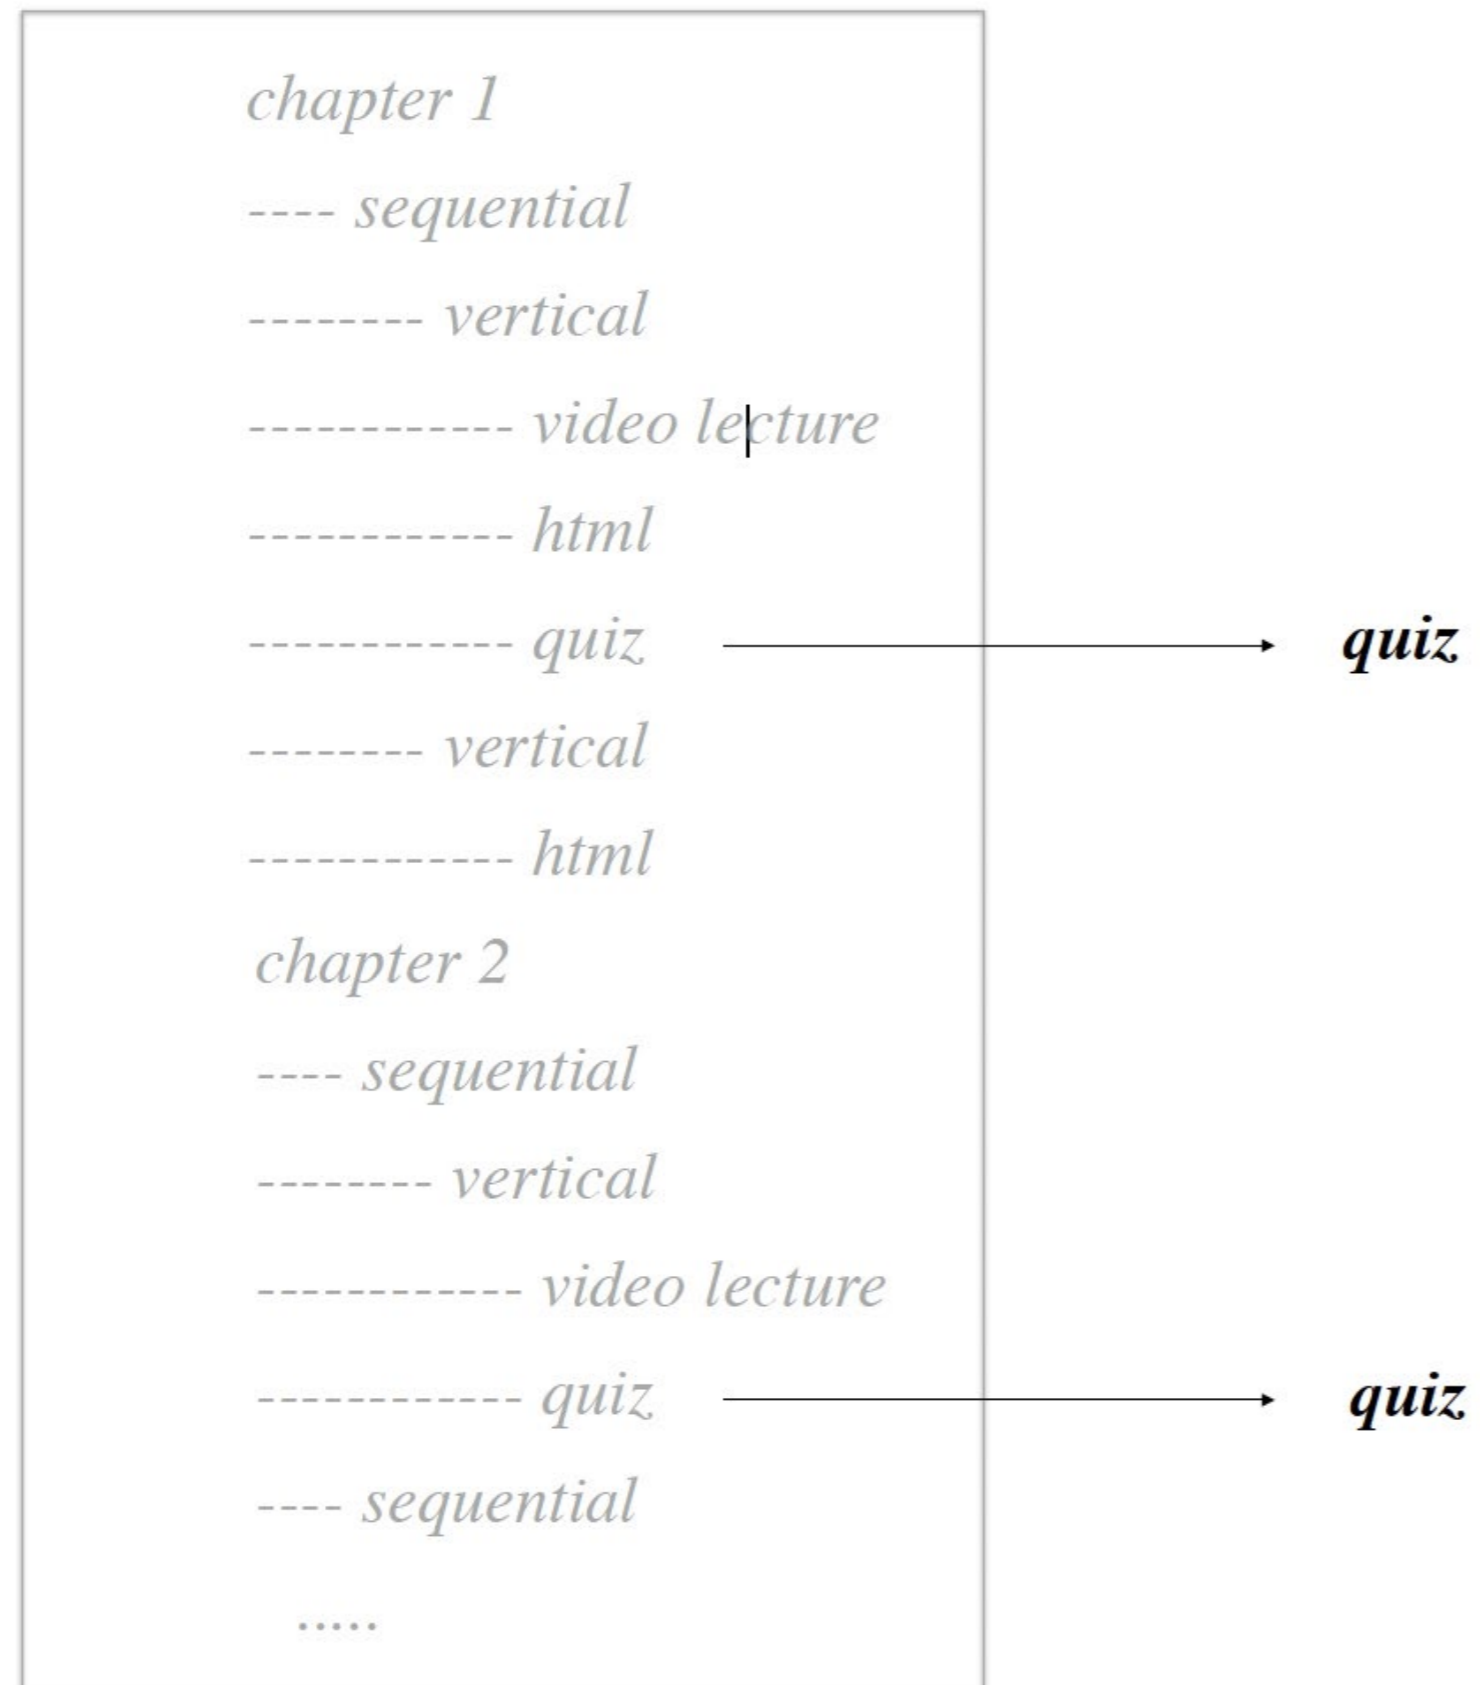 chapter 1
---- sequential
-------- vertical
------------ video lecture
------------ html
------------ quiz quiz
-------- vertical
------------ html
chapter 2
---- sequential
-------- vertical
------------ video lecture
------------ quiz quiz
---- sequential
.....